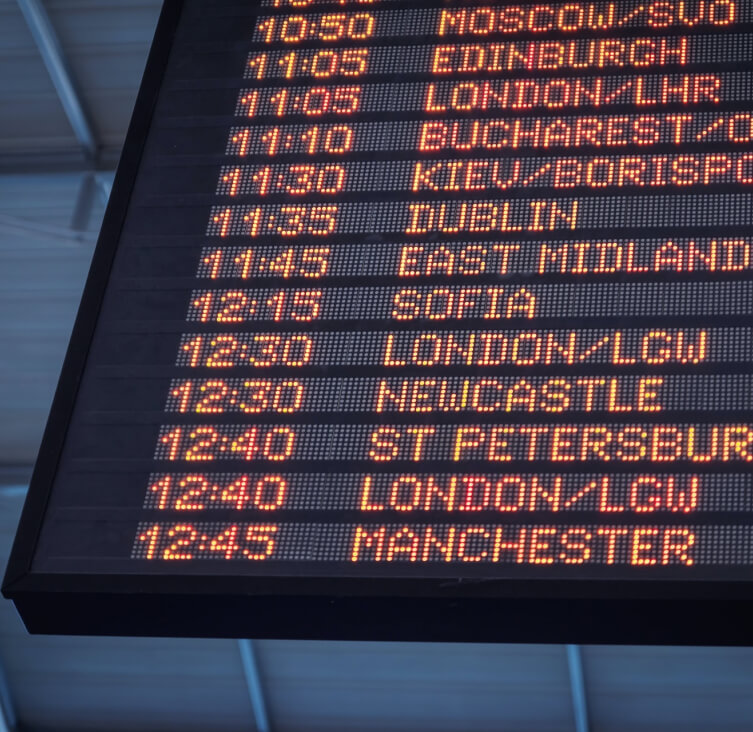 10:50 MOSCOW/SVO
11:05 EDINBURGH
11:05 LONDON/LHR
11:10 BUCHAREST/O
11:30 KIEV/BORISPO
11:35 DUBLIN
11:45 EAST MIDLAND
12:15 SOFIA
12:30 LONDON/LGW
12:30 NEWCASTLE
12:40 ST PETERSBUR
12:40 LONDON/LGW
12:45 MANCHESTER